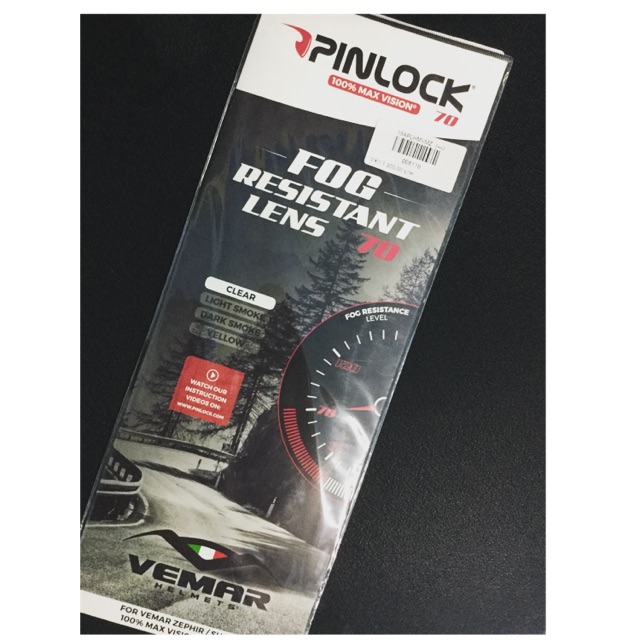 PINLOCK®
100% MAX VISION®
70
008118
FOG
RESISTANT
LENS 70
CLEAR
LIGHT SMOKE
DARK SMOKE
YELLOW
FOG RESISTANCE
LEVEL
120
70
WATCH OUR
INSTRUCTION
VIDEOS ON:
WWW.PINLOCK.COM
VEMAR
HELMETS
FOR VEMAR ZEPHIR /
100% MAX